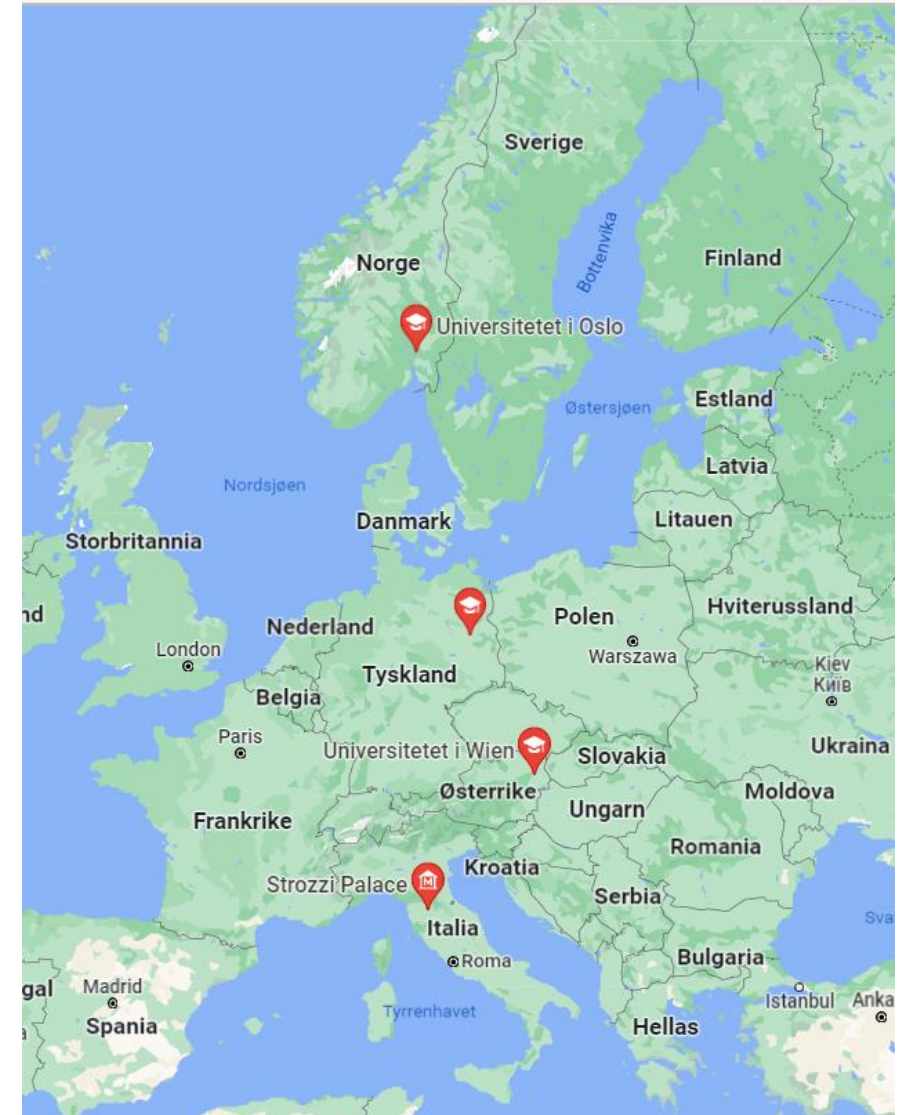 Sverige
Bottenvika
Finland
Norge
Universitetet i Oslo
Østersjøen
Estland
Latvia
Nordsjøen
Danmark
Litauen
Storbritannia
nd
Hviterussland
Polen
Nederland
London
Warszawa
Tyskland
Kiev
Київ
Belgia
Paris
Universitetet i Wien
Slovakia
Ukraina
Østerrike
Moldova
Ungarn
Frankrike
Romania
Kroatia
Strozzi Palace
M
Serbia
Italia
Sva
Bulgaria
Roma
gal
Madrid
Istanbul
Anka
Tyrrenhavet
Spania
Hellas